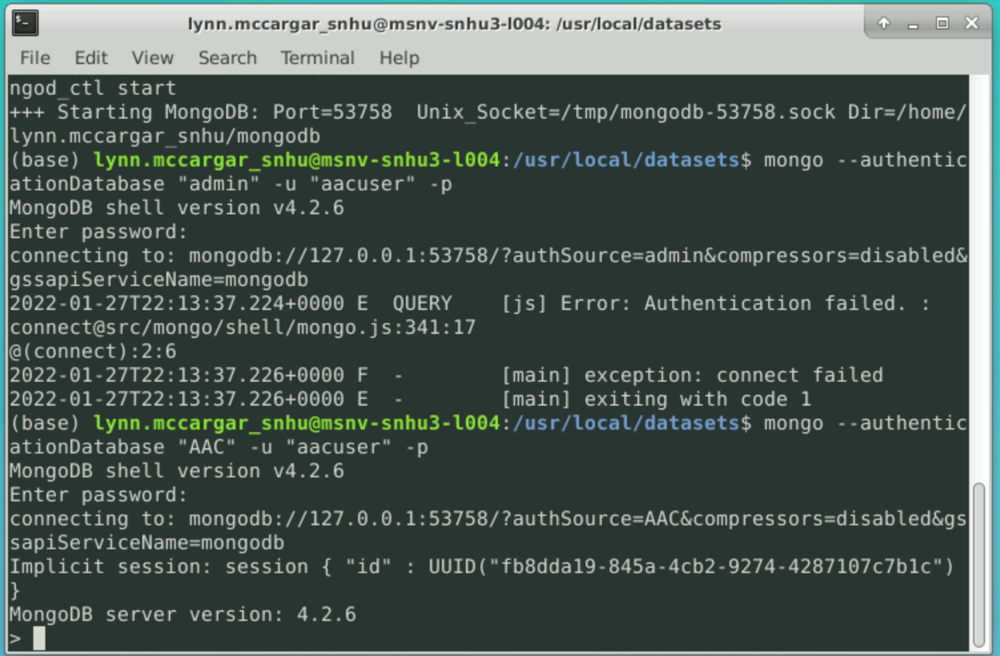 lynn.mccargar_snhu@msnv-snhu3-l004: /usr/local/datasets
File Edit View Search Terminal Help
ngod_ctl start
+++ Starting MongoDB: Port=53758  Unix_Socket=/tmp/mongodb-53758.sock Dir=/home/
lynn.mccargar_snhu/mongodb
(base) lynn.mccargar_snhu@msnv-snhu3-l004:/usr/local/datasets$ mongo --authentic
ationDatabase "admin" -u "aacuser" -p
MongoDB shell version v4.2.6
Enter password:
connecting to: mongodb://127.0.0.1:53758/?authSource=admin&compressors=disabled&
gssapiServiceName=mongodb
2022-01-27T22:13:37.224+0000 E  QUERY    [js] Error: Authentication failed. :
connect@src/mongo/shell/mongo.js:341:17
@(connect):2:6
2022-01-27T22:13:37.226+0000 F  -        [main] exception: connect failed
2022-01-27T22:13:37.226+0000 E  -        [main] exiting with code 1
(base) lynn.mccargar_snhu@msnv-snhu3-l004:/usr/local/datasets$ mongo --authentic
ationDatabase "AAC" -u "aacuser" -p
MongoDB shell version v4.2.6
Enter password:
connecting to: mongodb://127.0.0.1:53758/?authSource=AAC&compressors=disabled&gs
sapiServiceName=mongodb
Implicit session: session { "id" : UUID("fb8dda19-845a-4cb2-9274-4287107c7b1c")
}
MongoDB server version: 4.2.6
>